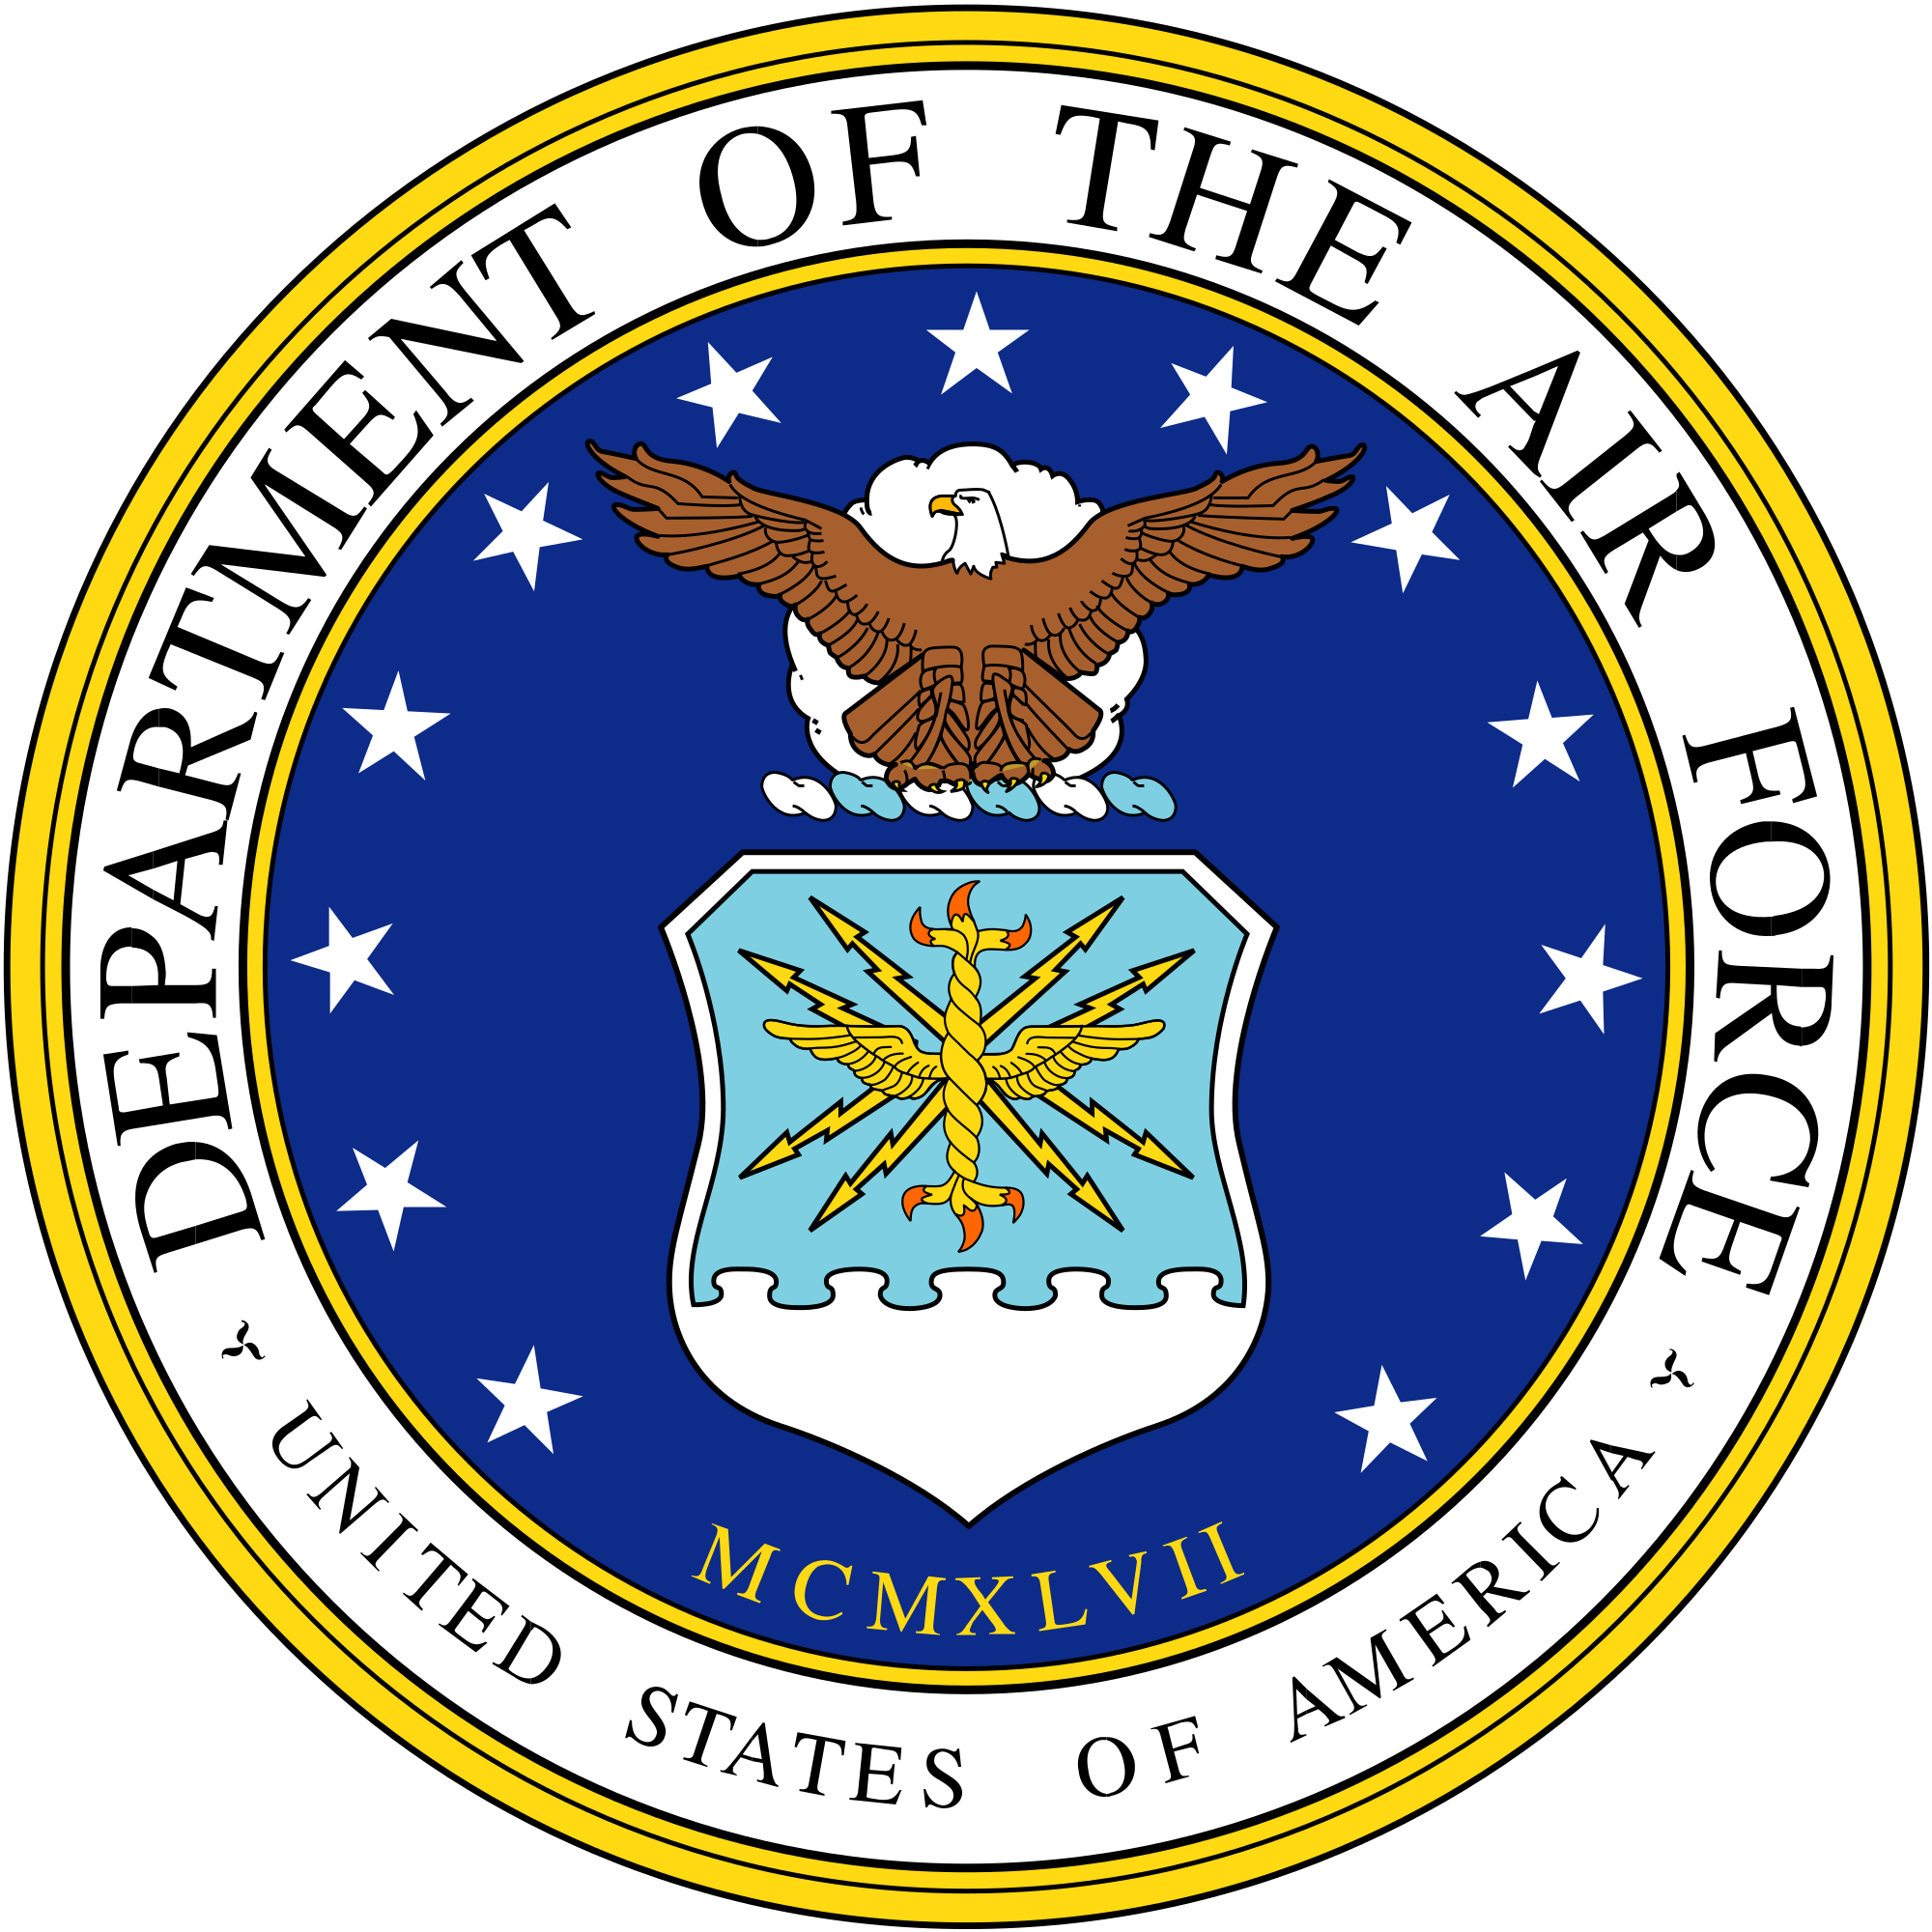 DEPARTMENT OF THE AIR FORCE
MCMXLVII
UNITED STATES OF AMERICA